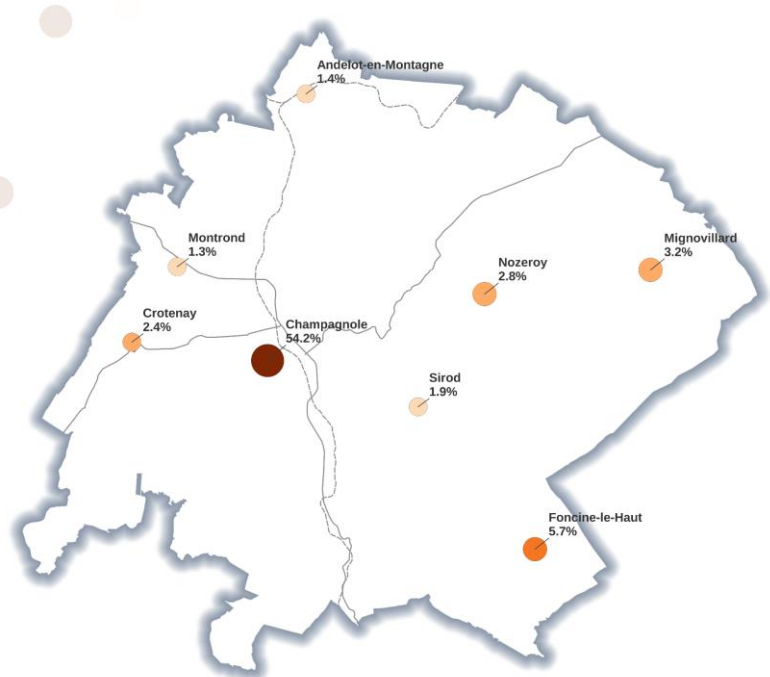 Andelot-en-Montagne
1.4%
Montrond
1.3%
Mignovillard
3.2%
Nozeroy
2.8%
Crotenay
2.4%
Champagnole
54.2%
Sirod
1.9%
Foncine-le-Haut
5.7%